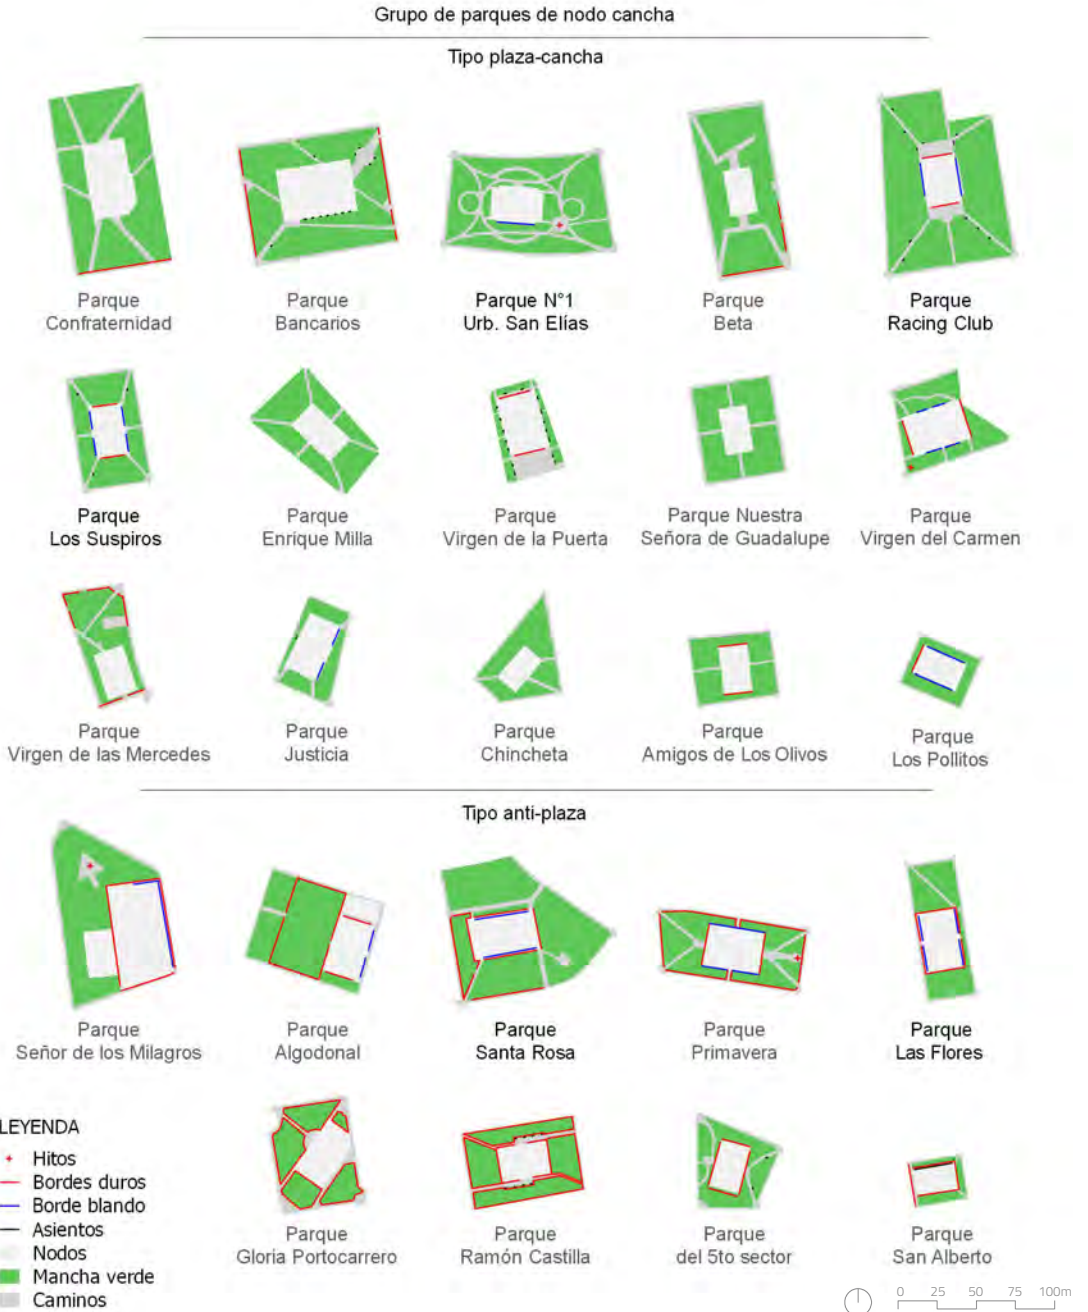 Grupo de parques de nodo cancha
Tipo plaza-cancha
Parque
Confraternidad
Parque
Bancarios
Parque N°1
Urb. San Elías
Parque
Beta
Parque
Racing Club
Parque
Los Suspiros
Parque
Enrique Milla
Parque
Virgen de la Puerta
Parque Nuestra
Señora de Guadalupe
Parque
Virgen del Carmen
Parque
Virgen de las Mercedes
Parque
Justicia
Parque
Chincheta
Parque
Amigos de Los Olivos
Parque
Los Pollitos
Tipo anti-plaza
Parque
Señor de los Milagros
Parque
Algodonal
Parque
Santa Rosa
Parque
Primavera
Parque
Las Flores
Parque
Gloria Portocarrero
Parque
Ramón Castilla
Parque
del 5to sector
Parque
San Alberto
LEYENDA
Hitos
Bordes duros
Borde blando
Asientos
Nodos
Mancha verde
Caminos
0 25 50 75 100m